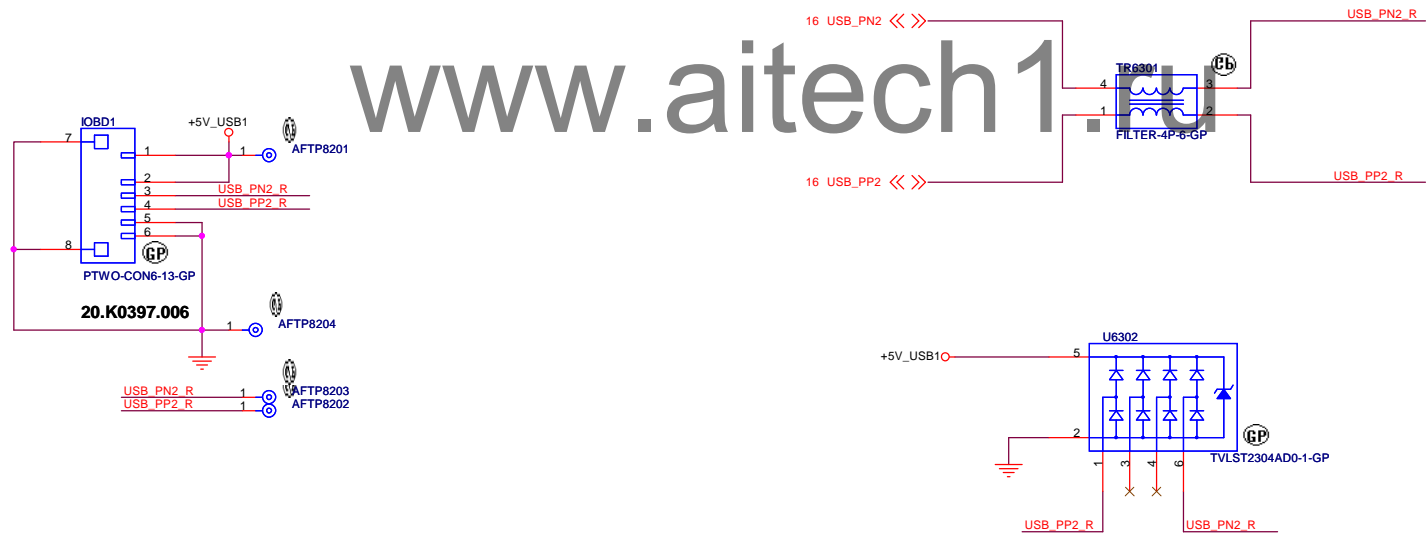 www.aitech1.ru
16 USB_PN2
USB_PN2_R
TR6301
4
3
1
2
FILTER-4P-6-GP
16 USB_PP2
USB_PP2_R
IOBD1
+5V_USB1
7
1
1
AFTP8201
2
3
USB_PN2_R
4
USB_PP2_R
5
6
8
GP
PTWO-CON6-13-GP
20.K0397.006
1
AFTP8204
USB_PN2_R
1
AFTP8203
USB_PP2_R
1
AFTP8202
U6302
+5V_USB1
5
2
GP
TVLST2304AD0-1-GP
1
3
4
6
USB_PP2_R
USB_PN2_R